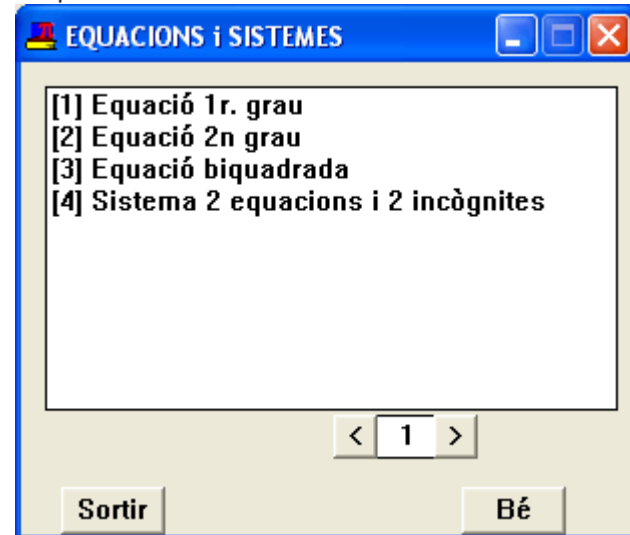 EQUACIONS i SISTEMES
[1] Equació 1r. grau
[2] Equació 2n grau
[3] Equació biquadrada
[4] Sistema 2 equacions i 2 incògnites
< 1 >
Sortir Bé